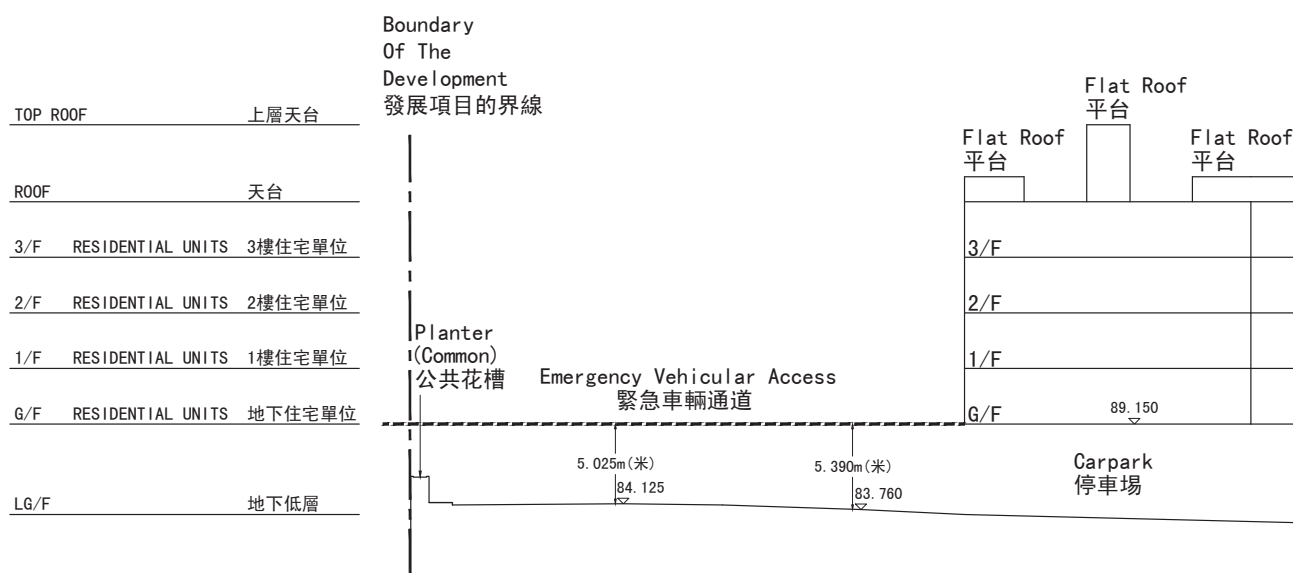 Boundary
Of The
Development
發展項目的界線
TOP ROOF 上層天台
ROOF 天台
3/F RESIDENTIAL UNITS 3樓住宅單位
2/F RESIDENTIAL UNITS 2樓住宅單位
1/F RESIDENTIAL UNITS 1樓住宅單位
G/F RESIDENTIAL UNITS 地下住宅單位
LG/F 地下低層
Planter
(Common)
公共花槽
Emergency Vehicular Access
緊急車輛通道
5.025m(米)
84.125
5.390m(米)
83.760
Flat Roof
平台
Flat Roof
平台
Flat Roof
平台
3/F
2/F
1/F
G/F
89.150
Carpark
停車場